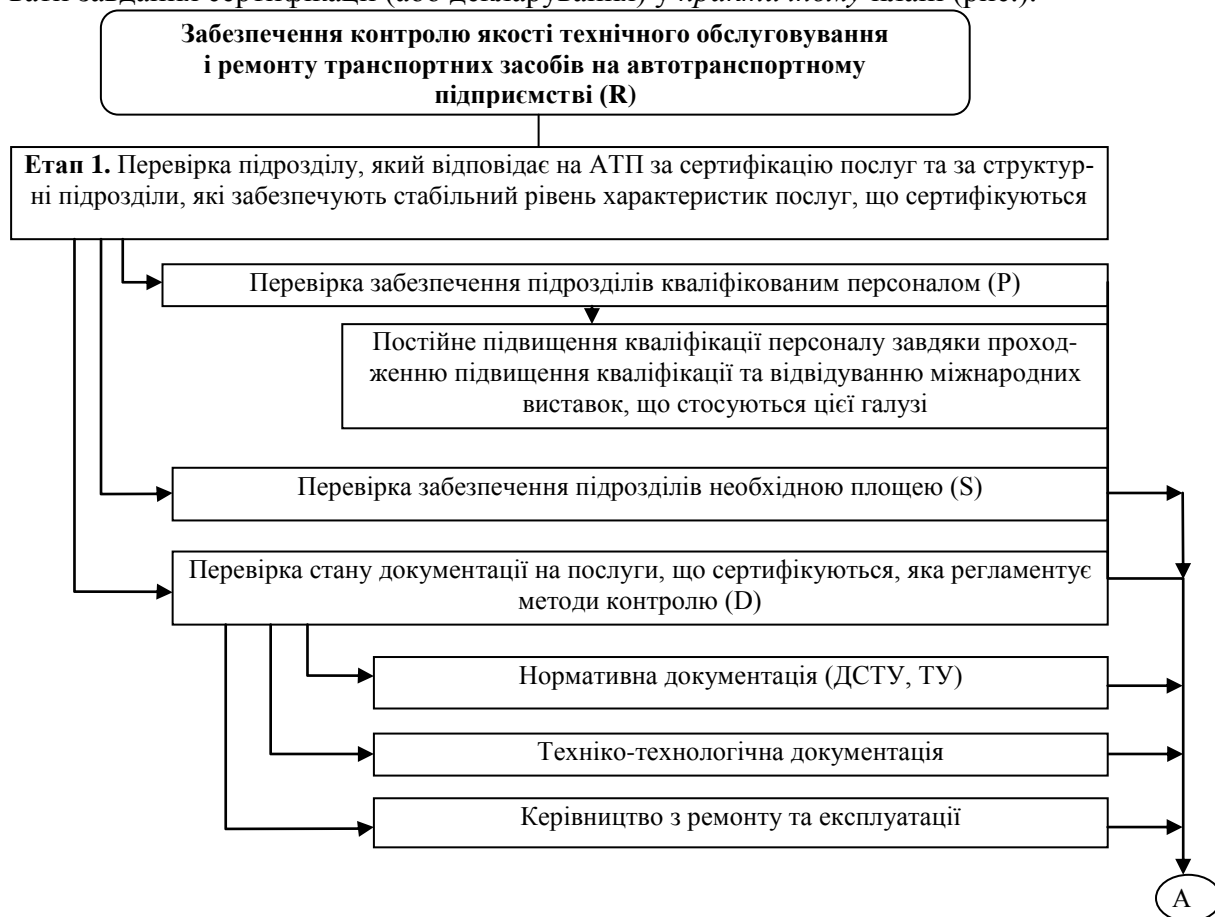 Забезпечення контролю якості технічного обслуговування
і ремонту транспортних засобів на автотранспортному
підприємстві (R)
Етап 1. Перевірка підрозділу, який відповідає на АТП за сертифікацію послуг та за структур-
ні підрозділи, які забезпечують стабільний рівень характеристик послуг, що сертифікуються
Перевірка забезпечення підрозділів кваліфікованим персоналом (P)
Постійне підвищення кваліфікації персоналу завдяки проход-
женню підвищення кваліфікації та відвідуванню міжнародних
виставок, що стосуються цієї галузі
Перевірка забезпечення підрозділів необхідною площею (S)
Перевірка стану документації на послуги, що сертифікуються, яка регламентує
методи контролю (D)
Нормативна документація (ДСТУ, ТУ)
Техніко-технологічна документація
Керівництво з ремонту та експлуатації
А